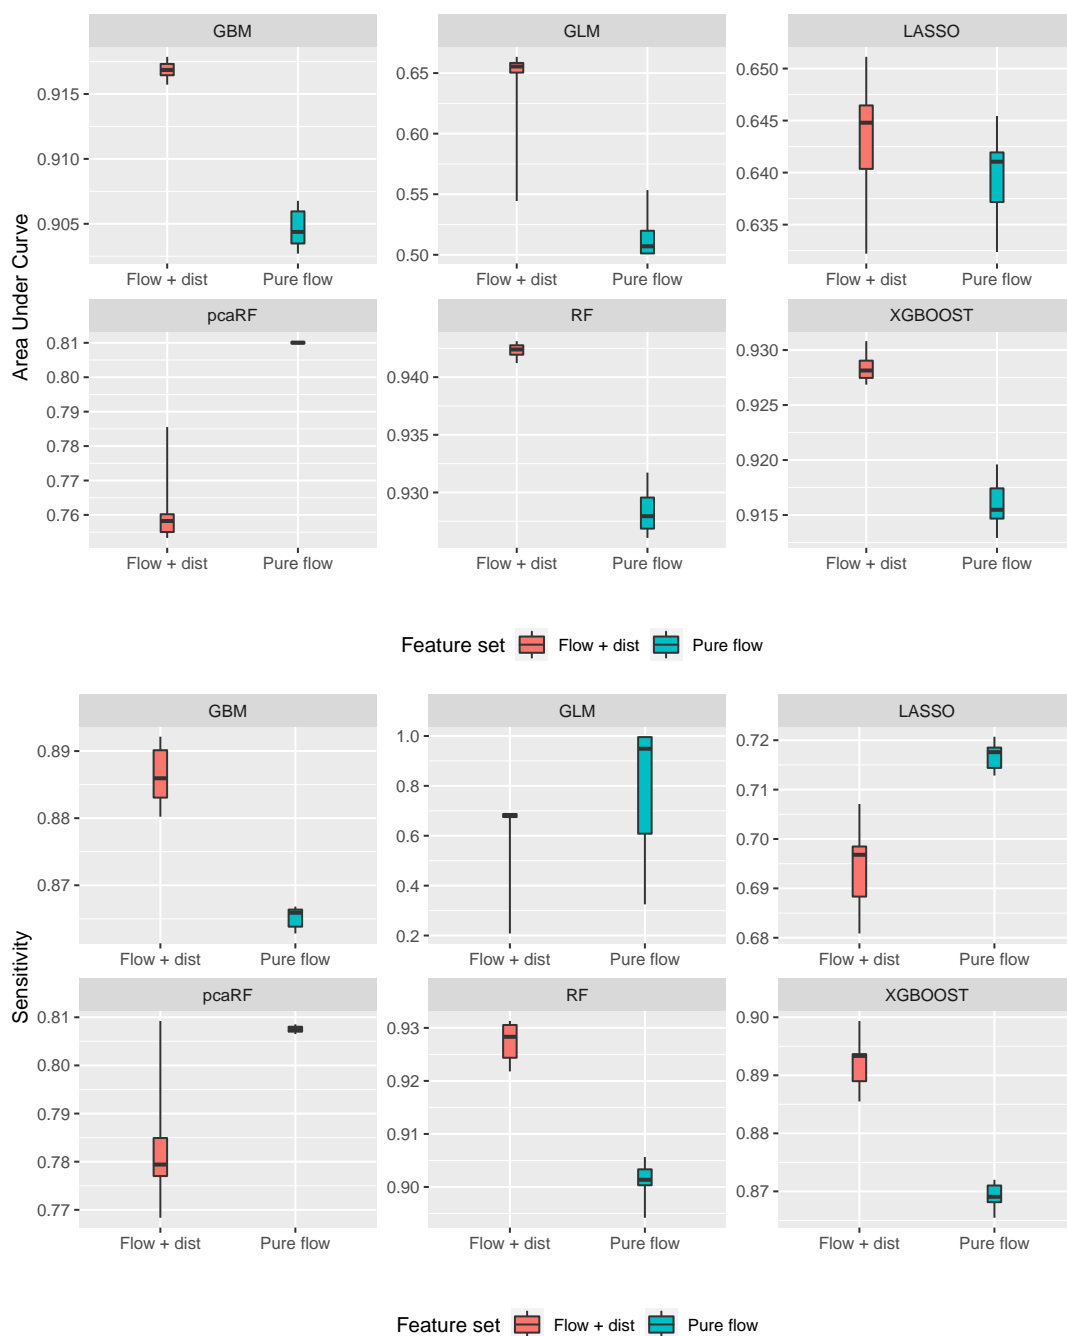 GBM
GLM
LASSO
0.915
0.910
0.905
0.65
0.60
0.55
0.50
0.650
0.645
0.640
0.635
Flow + dist
Pure flow
Flow + dist
Pure flow
Flow + dist
Pure flow
Area Under Curve
pcaRF
RF
XGBOOST
0.81
0.80
0.79
0.78
0.77
0.76
0.940
0.935
0.930
0.930
0.925
0.920
0.915
Flow + dist
Pure flow
Flow + dist
Pure flow
Flow + dist
Pure flow
Feature set Flow + dist Pure flow
GBM
GLM
LASSO
0.89
0.88
0.87
1.0
0.8
0.6
0.4
0.2
0.72
0.71
0.70
0.69
0.68
Flow + dist
Pure flow
Flow + dist
Pure flow
Flow + dist
Pure flow
Sensitivity
pcaRF
RF
XGBOOST
0.81
0.80
0.79
0.78
0.77
0.93
0.92
0.91
0.90
0.90
0.89
0.88
0.87
Flow + dist
Pure flow
Flow + dist
Pure flow
Flow + dist
Pure flow
Feature set Flow + dist Pure flow